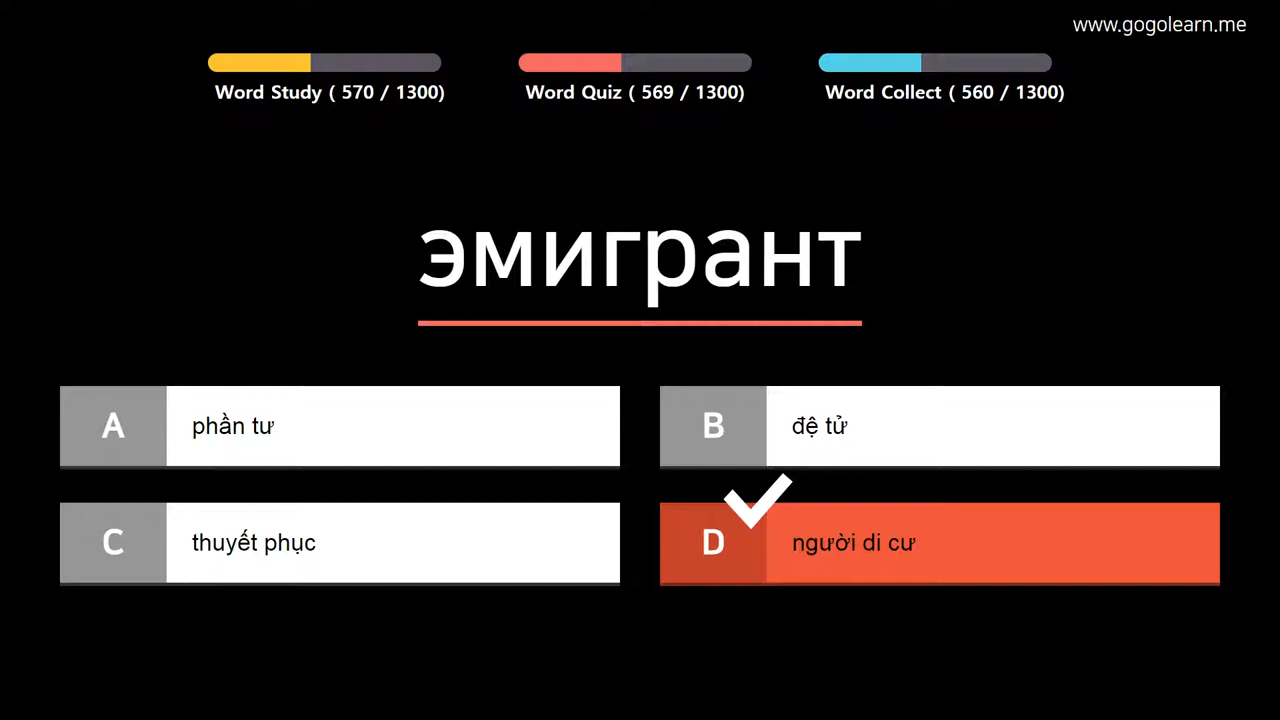 www.gogolearn.me
Word Study ( 570 / 1300)
Word Quiz ( 569 / 1300)
Word Collect ( 560 / 1300)
эмигрант
A phần tư
B đệ tử
C thuyết phục
D người di cư